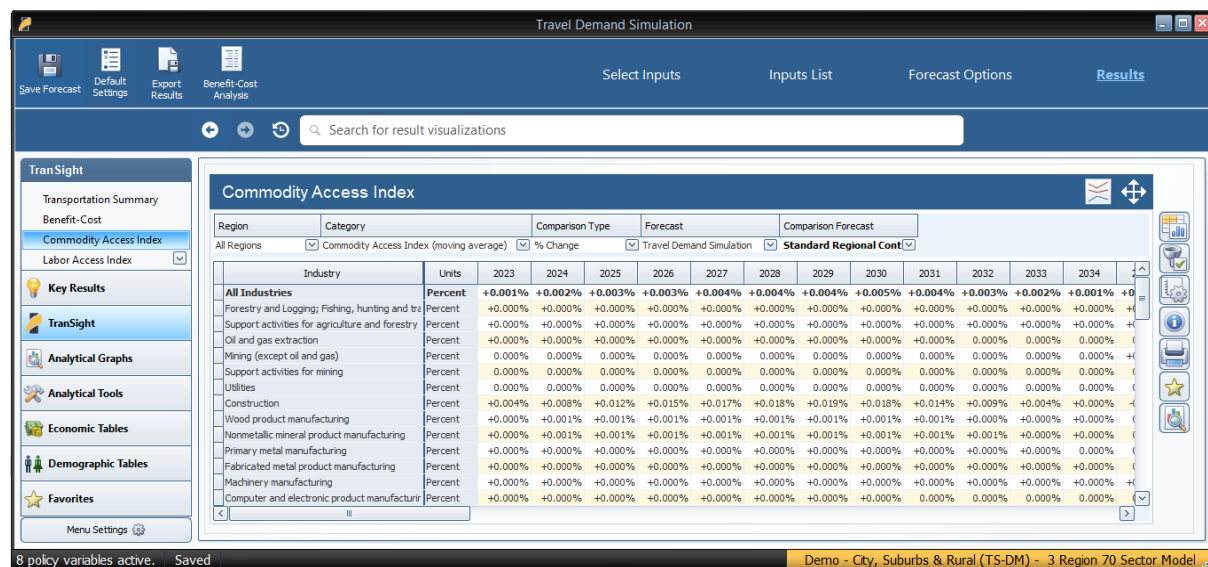 Travel Demand Simulation
Save Forecast
Default Settings
Export Results
Benefit-Cost Analysis
Select Inputs Inputs List Forecast Options Results
Search for result visualizations
TranSight
Transportation Summary
Benefit-Cost
Commodity Access Index
Labor Access Index
Key Results
TranSight
Analytical Graphs
Analytical Tools
Economic Tables
Demographic Tables
Favorites
Menu Settings
Commodity Access Index
Region Category Comparison Type Forecast Comparison Forecast
All Regions Commodity Access Index (moving average) % Change Travel Demand Simulation Standard Regional Cont
Industry Units 2023 2024 2025 2026 2027 2028 2029 2030 2031 2032 2033 2034
All Industries Percent +0.001% +0.002% +0.003% +0.003% +0.004% +0.004% +0.004% +0.005% +0.004% +0.003% +0.002% +0.001% +0
Forestry and Logging; Fishing, hunting and tra Percent +0.000% +0.000% +0.000% +0.000% +0.000% +0.000% +0.000% +0.000% +0.000% +0.000% +0.000% +0.000%
Support activities for agriculture and forestry Percent +0.000% +0.000% +0.000% +0.000% +0.000% +0.000% +0.000% +0.000% +0.000% +0.000% +0.000% +0.000%
Oil and gas extraction Percent +0.000% +0.000% +0.000% +0.000% +0.000% +0.000% +0.000% +0.000% +0.000% 0.000% 0.000% 0.000%
Mining (except oil and gas) Percent 0.000% 0.000% 0.000% 0.000% 0.000% 0.000% 0.000% 0.000% 0.000% 0.000% 0.000% 0.000%
Support activities for mining Percent 0.000% 0.000% 0.000% 0.000% 0.000% 0.000% 0.000% 0.000% 0.000% 0.000% 0.000% 0.000%
Utilities Percent 0.000% 0.000% 0.000% 0.000% 0.000% 0.000% 0.000% 0.000% 0.000% 0.000% 0.000% 0.000%
Construction Percent +0.004% +0.008% +0.012% +0.015% +0.017% +0.018% +0.019% +0.018% +0.014% +0.009% +0.004% +0.000%
Wood product manufacturing Percent +0.000% +0.001% +0.001% +0.001% +0.001% +0.001% +0.001% +0.001% +0.001% +0.000% +0.000% 0.000%
Nonmetallic mineral product manufacturing Percent +0.000% +0.001% +0.001% +0.001% +0.001% +0.001% +0.001% +0.001% +0.001% +0.001% +0.000% +0.000%
Primary metal manufacturing Percent +0.000% +0.000% +0.000% +0.000% +0.000% +0.000% +0.000% +0.000% +0.000% +0.000% +0.000% 0.000%
Fabricated metal product manufacturing Percent +0.000% +0.000% +0.000% +0.000% +0.000% +0.000% +0.000% +0.000% +0.000% +0.000% +0.000% +0.000%
Machinery manufacturing Percent +0.000% +0.000% +0.000% +0.000% +0.000% +0.000% +0.000% +0.000% +0.000% +0.000% +0.000% +0.000%
Computer and electronic product manufacturir Percent +0.000% +0.000% +0.000% +0.000% +0.000% +0.000% +0.000% +0.000% 0.000% 0.000% 0.000% 0.000%
8 policy variables active. Saved
Demo - City, Suburbs & Rural (TS-DM) - 3 Region 70 Sector Model